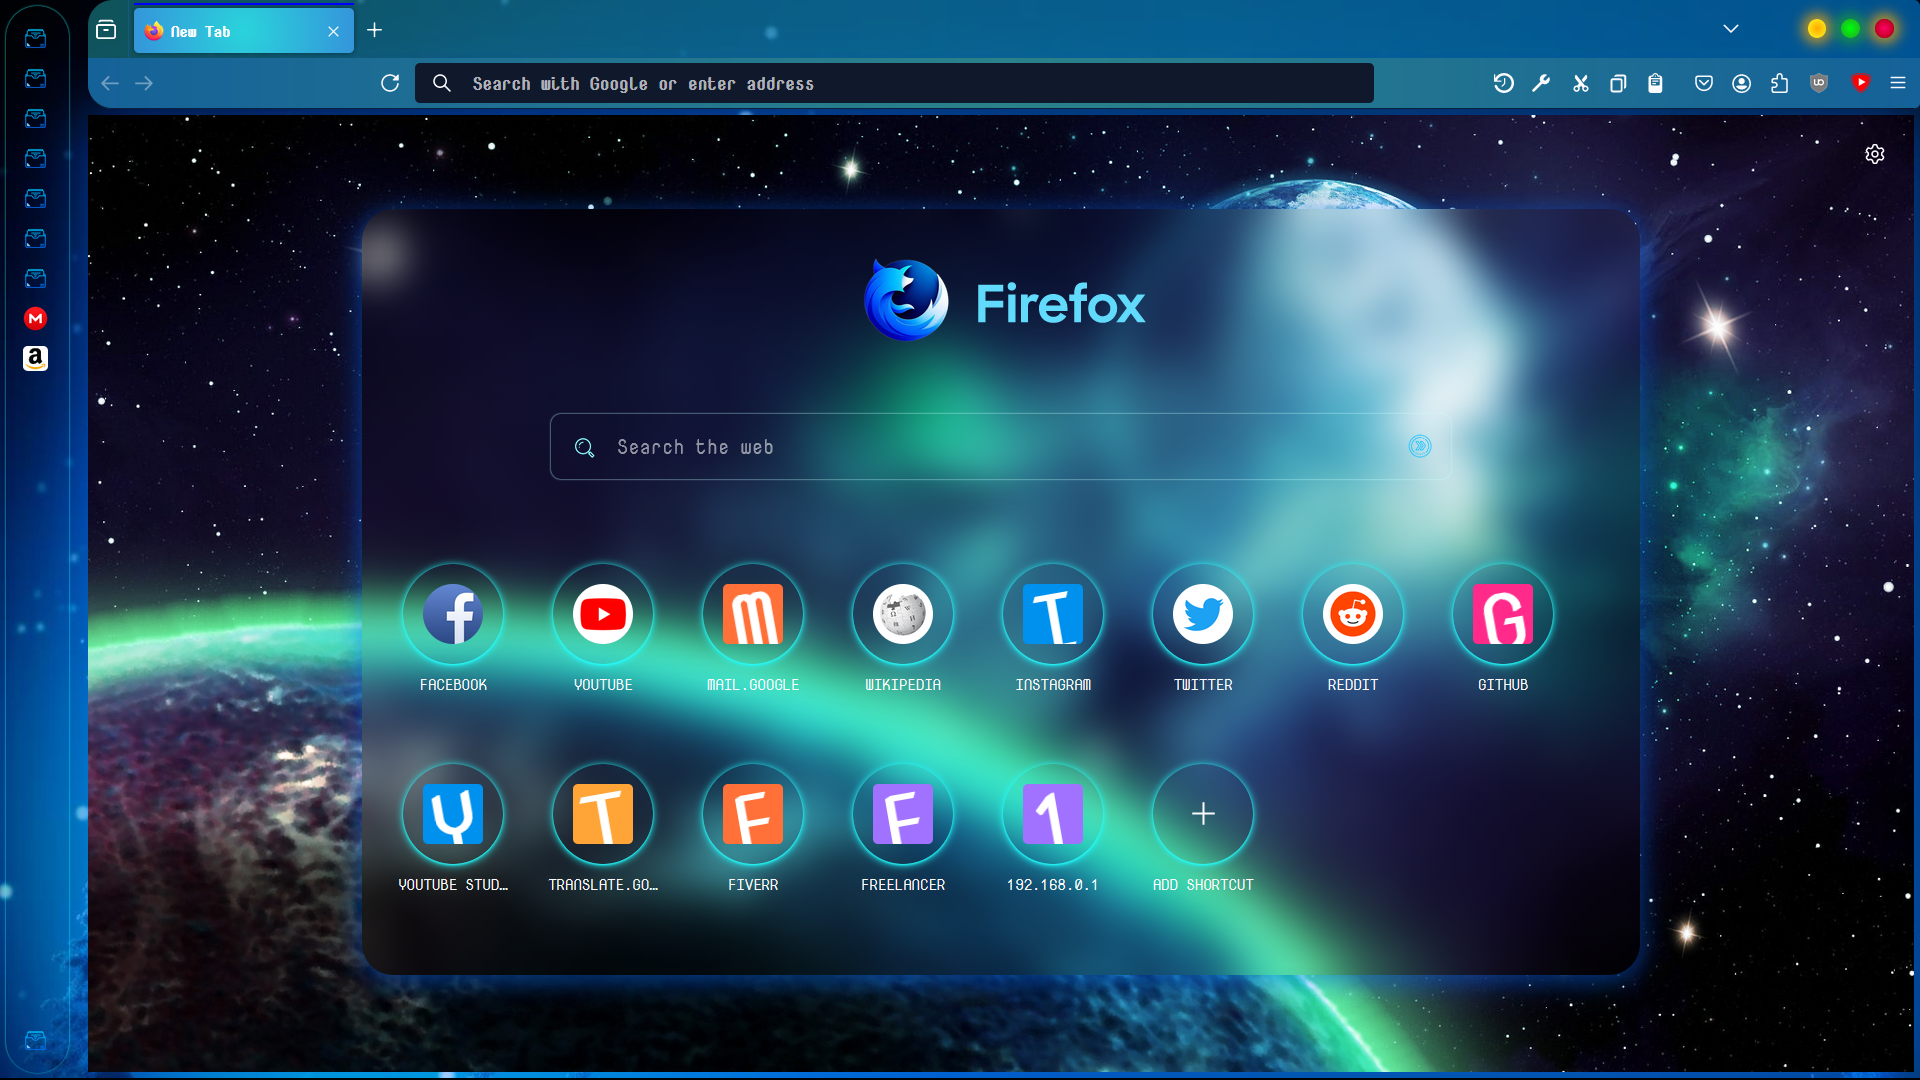 New Tab
Search with Google or enter address
Firefox
Search the web
FACEBOOK
YOUTUBE
MAIL.GOOGLE
WIKIPEDIA
INSTAGRAM
TWITTER
REDDIT
GITHUB
YOUTUBE STUD…
TRANSLATE.GO…
FIVERR
FREELANCER
192.168.0.1
ADD SHORTCUT